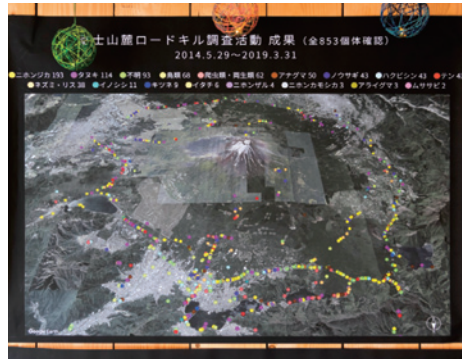 士山麓ロードキル調査活動 成果（全853個体確認）
2014.5.29～2019.3.31
ニホンジカ 193 タヌキ 114 不明 93 鳥類 68 爬虫類・両生類 62 アナグマ 50 ノウサギ 43 ハクビシン 43 テン 4
ネズミ・リス 38 イノシシ 11 キツネ 9 イタチ 6 ニホンザル 4 ニホンカモシカ 3 アライグマ 3 ムササビ 2